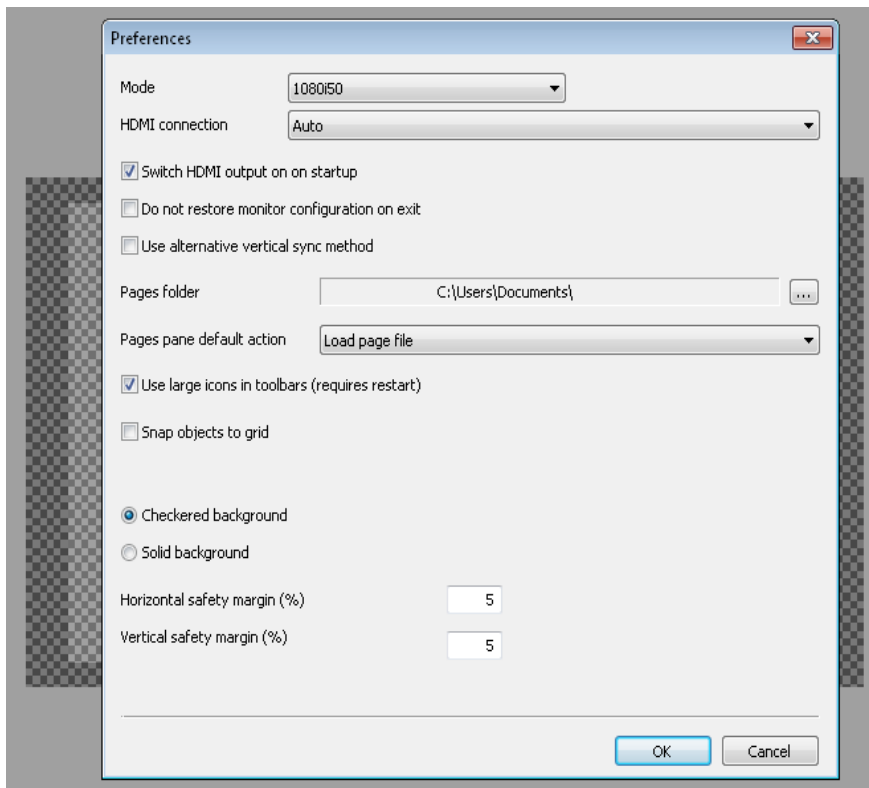 Preferences
Mode 1080i50
HDMI connection Auto
Switch HDMI output on on startup
Do not restore monitor configuration on exit
Use alternative vertical sync method
Pages folder C:\Users\Documents\ ...
Pages pane default action Load page file
Use large icons in toolbars (requires restart)
Snap objects to grid
Checkered background
Solid background
Horizontal safety margin (%) 5
Vertical safety margin (%) 5
OK Cancel